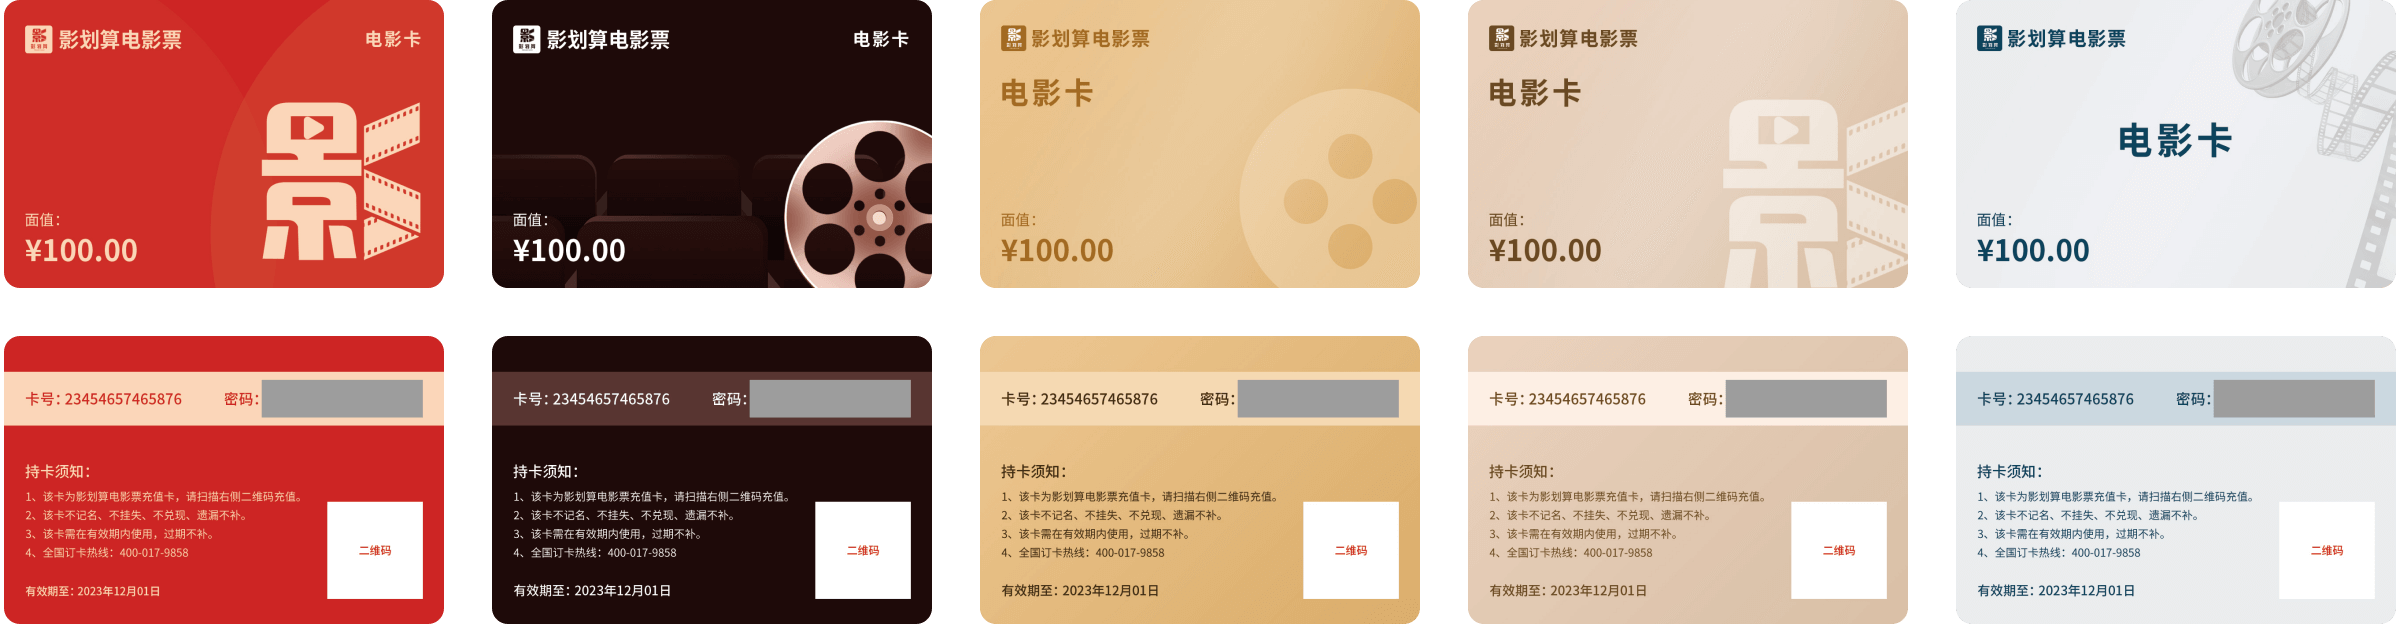 影划算电影票
电影卡
面值：
¥100.00
影划算电影票
电影卡
面值：
¥100.00
影划算电影票
电影卡
面值：
¥100.00
影划算电影票
电影卡
面值：
¥100.00
影划算电影票
电影卡
面值：
¥100.00
卡号：23454657465876 密码：
持卡须知：
1、该卡为影划算电影票充值卡，请扫描右侧二维码充值。
2、该卡不记名、不挂失、不兑现、遗漏不补。
3、该卡需在有效期内使用，过期不补。
4、全国订卡热线：400-017-9858
二维码
有效期至：2023年12月01日
卡号：23454657465876 密码：
持卡须知：
1、该卡为影划算电影票充值卡，请扫描右侧二维码充值。
2、该卡不记名、不挂失、不兑现、遗漏不补。
3、该卡需在有效期内使用，过期不补。
4、全国订卡热线：400-017-9858
二维码
有效期至：2023年12月01日
卡号：23454657465876 密码：
持卡须知：
1、该卡为影划算电影票充值卡，请扫描右侧二维码充值。
2、该卡不记名、不挂失、不兑现、遗漏不补。
3、该卡需在有效期内使用，过期不补。
4、全国订卡热线：400-017-9858
二维码
有效期至：2023年12月01日
卡号：23454657465876 密码：
持卡须知：
1、该卡为影划算电影票充值卡，请扫描右侧二维码充值。
2、该卡不记名、不挂失、不兑现、遗漏不补。
3、该卡需在有效期内使用，过期不补。
4、全国订卡热线：400-017-9858
二维码
有效期至：2023年12月01日
卡号：23454657465876 密码：
持卡须知：
1、该卡为影划算电影票充值卡，请扫描右侧二维码充值。
2、该卡不记名、不挂失、不兑现、遗漏不补。
3、该卡需在有效期内使用，过期不补。
4、全国订卡热线：400-017-9858
二维码
有效期至：2023年12月01日